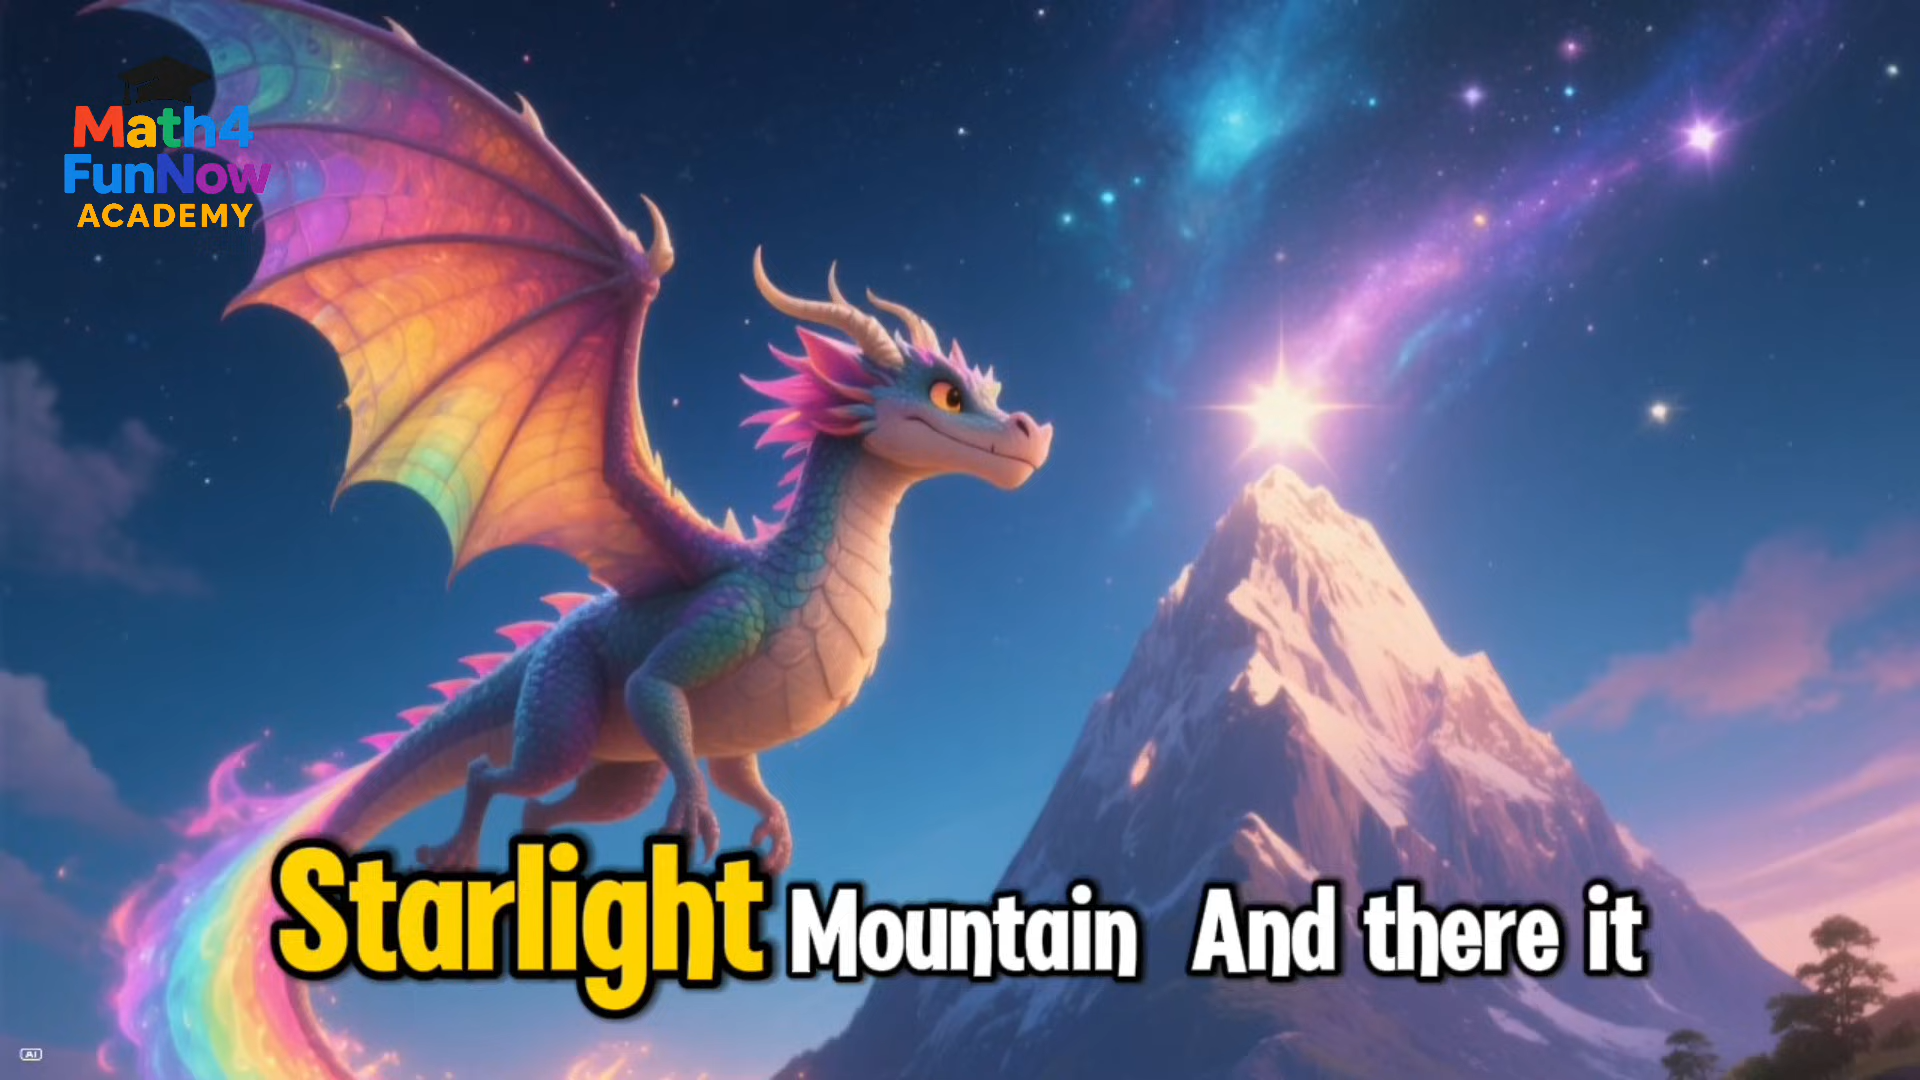 Math4
FunNow
ACADEMY
Starlight Mountain And there it
AI